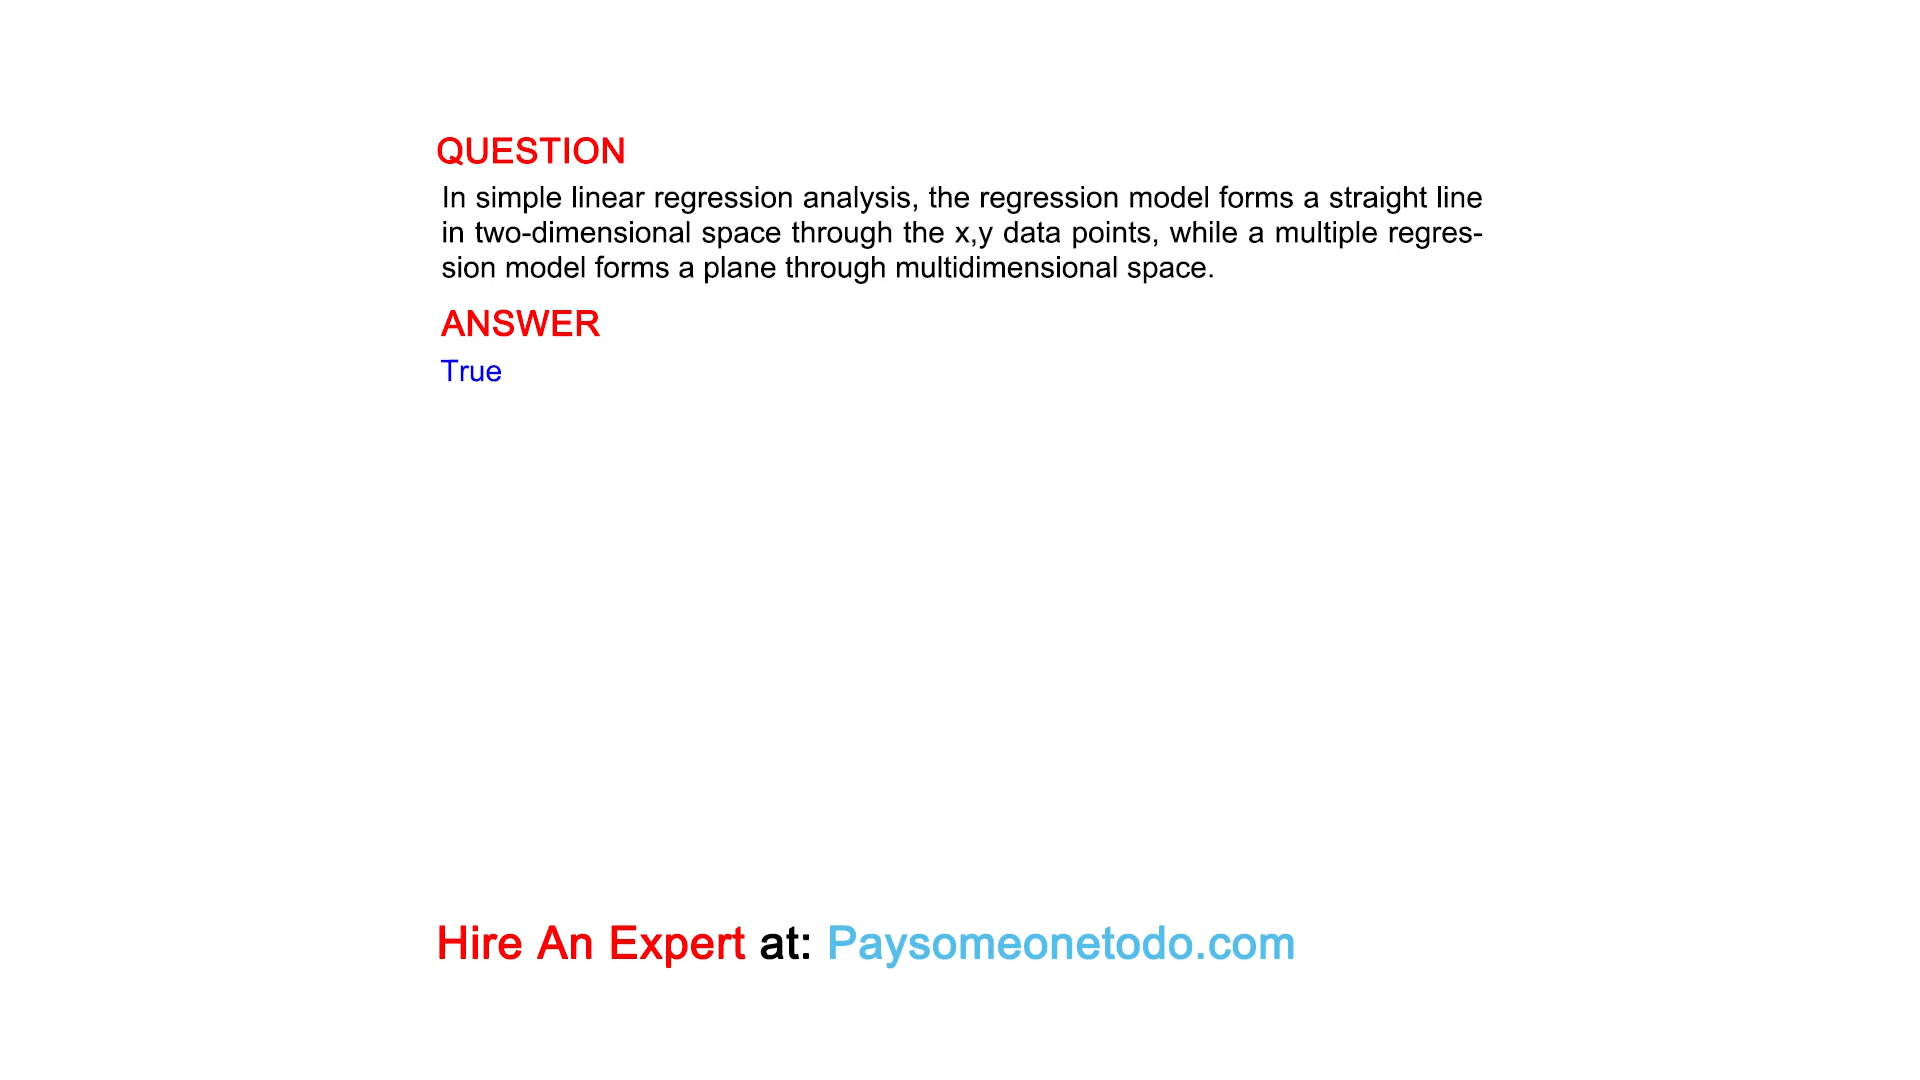 QUESTION
In simple linear regression analysis, the regression model forms a straight line
in two-dimensional space through the x,y data points, while a multiple regres-
sion model forms a plane through multidimensional space.
ANSWER
True
Hire An Expert at: Paysomeonetodo.com